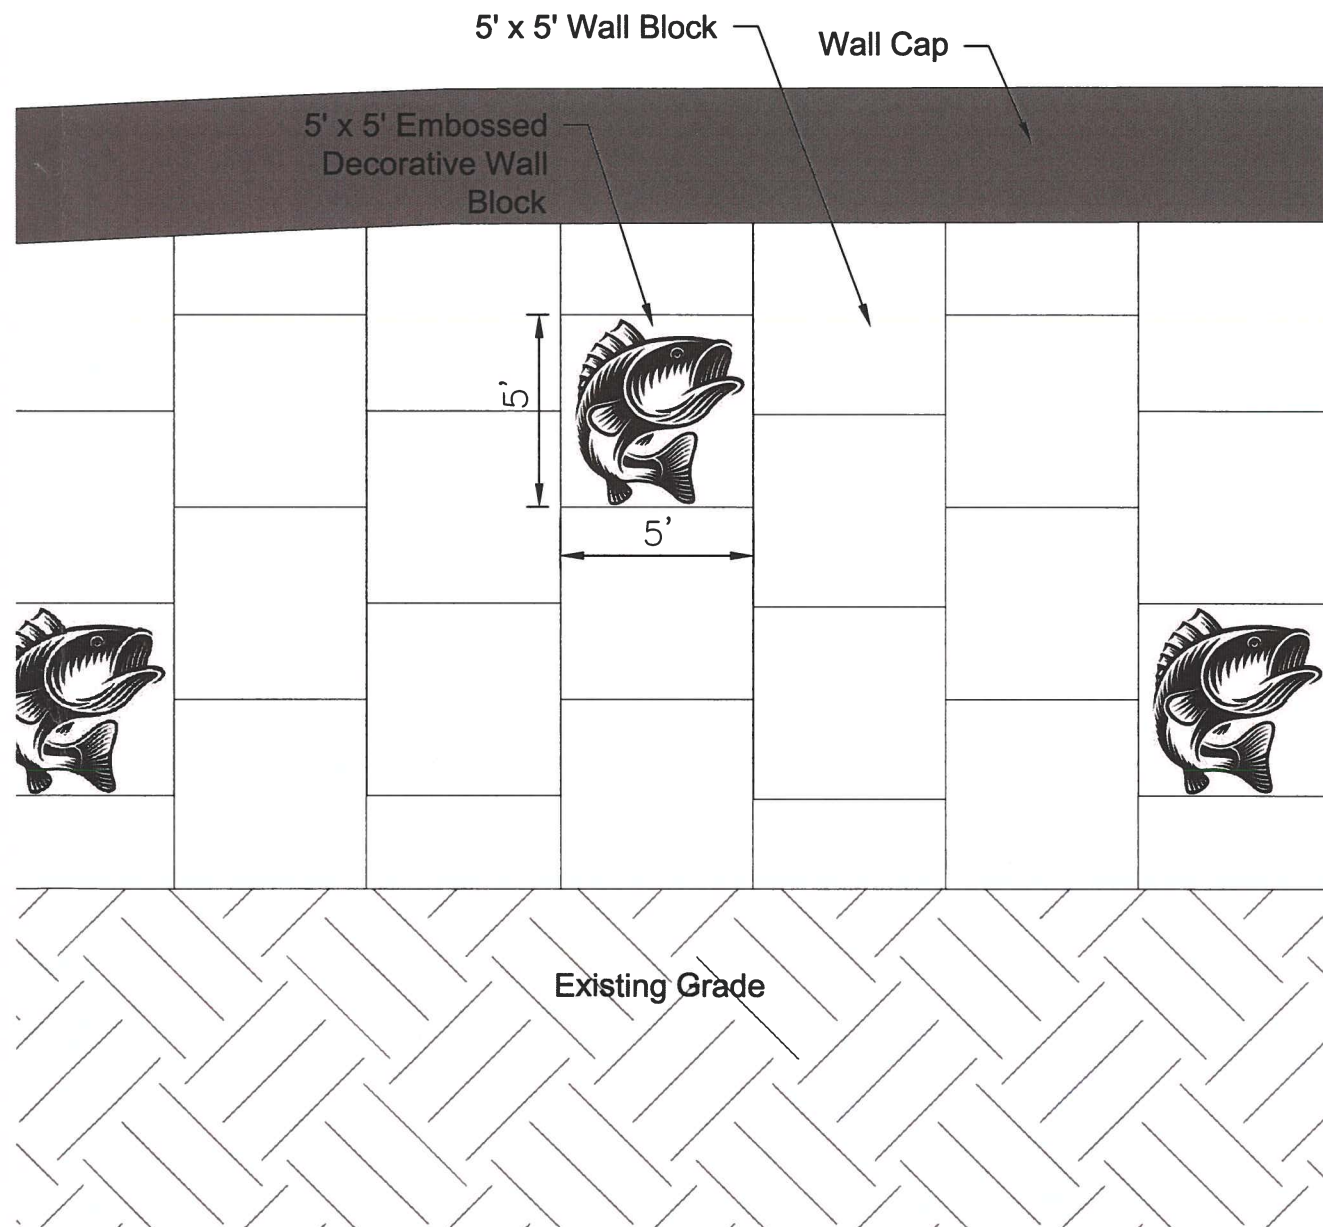 5' x 5' Wall Block
Wall Cap
5' x 5' Embossed
Decorative Wall
Block
5'
5'
Existing Grade